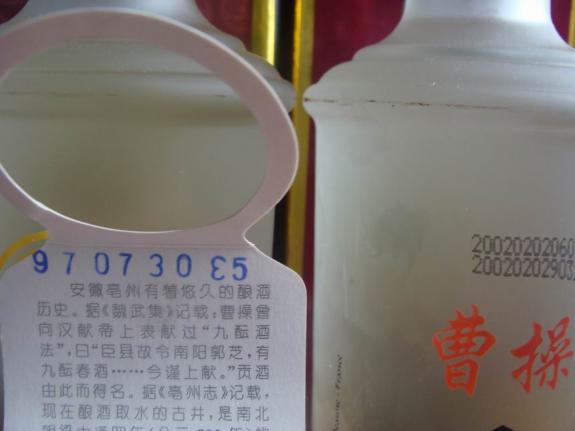 970730 35
安徽亳州有着悠久的酿酒
历史。据《魏武集》记载:曹操曾
向汉献帝上表献过“九酝酒
法”,曰“臣县故令南阳郭芝,有
九酝春酒……今谨上献。”贡酒
由此而得名。据《亳州志》记载,
现在酿酒取水的古井,是南北
20020202060
20020202903
曹操